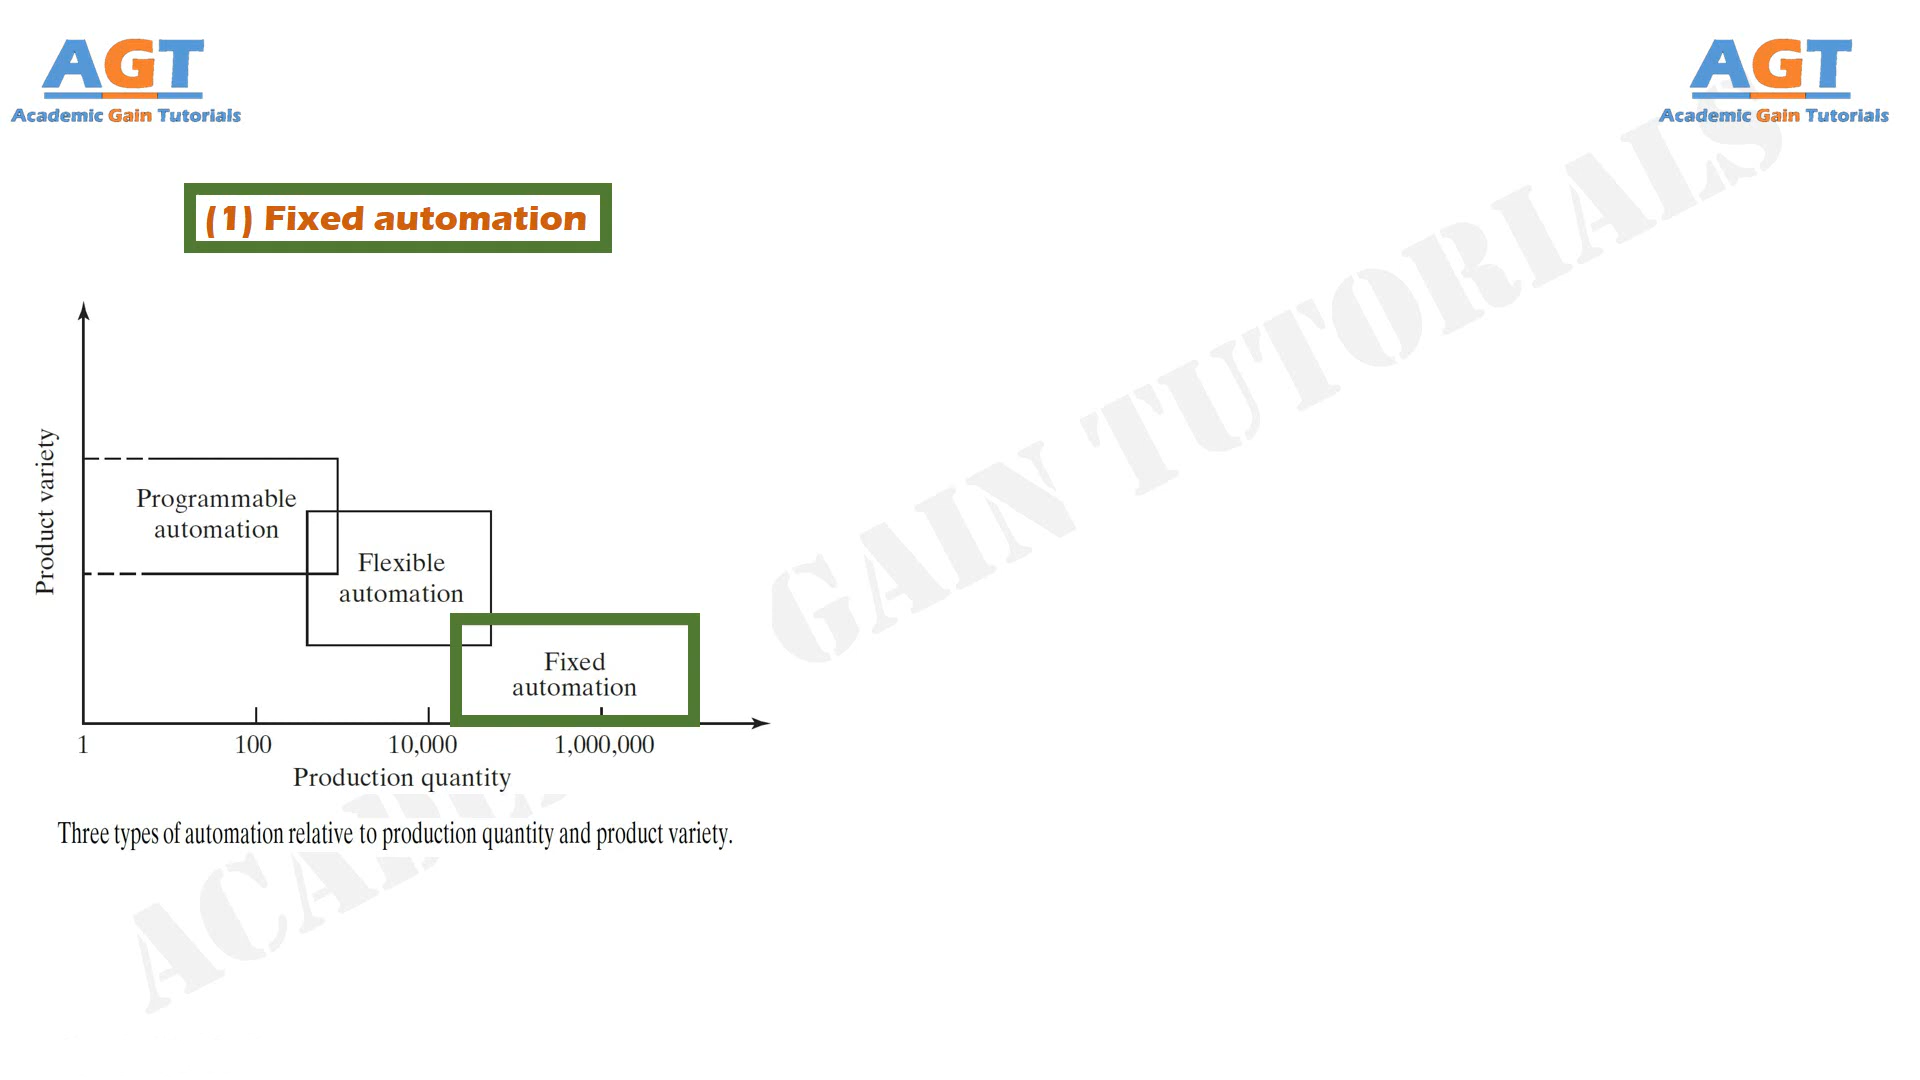 AGT
Academic Gain Tutorials
AGT
Academic Gain Tutorials
(1) Fixed automation
Product variety
Programmable
automation
Flexible
automation
Fixed
automation
1 100 10,000 1,000,000
Production quantity
Three types of automation relative to production quantity and product variety.
GAIN TUTORIALS